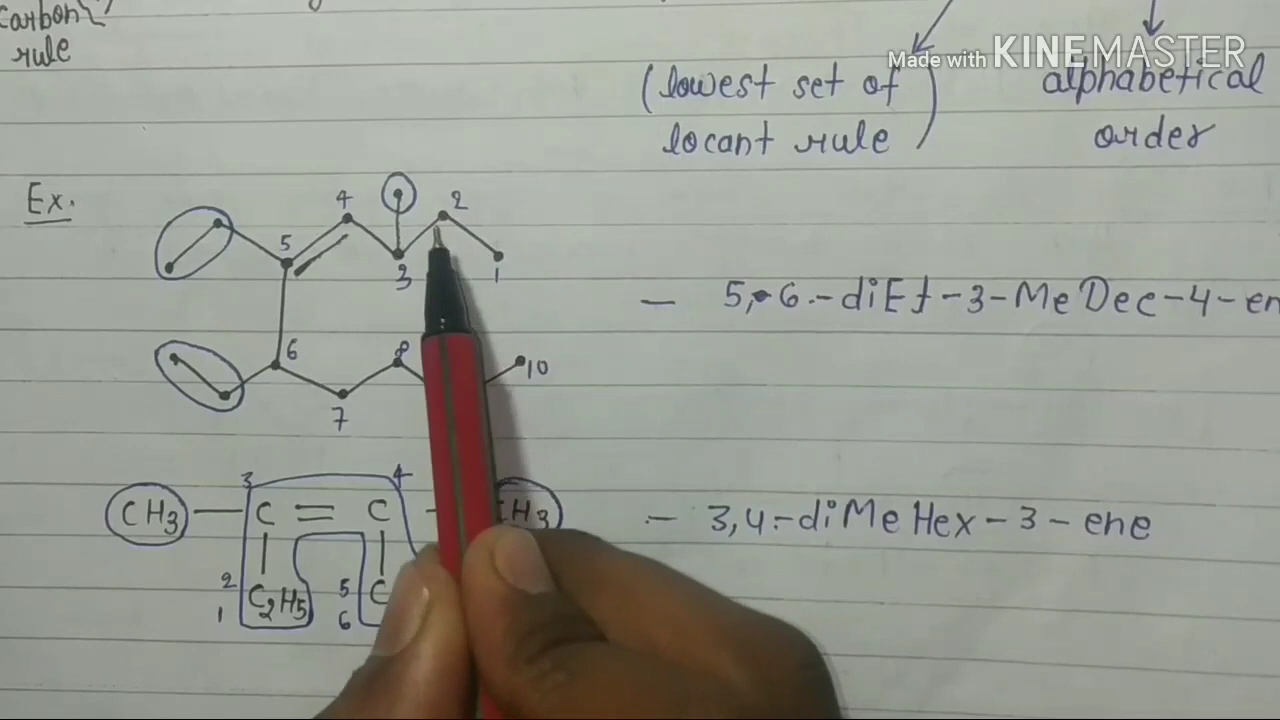 carbon
rule
Made with KINEMASTER
(lowest set of
locant rule)
alphabetical
order
Ex.
4
2
5
3
1
- 5,-6.-diEt-3-MeDec-4-en
6
8
10
7
3
4
CH3 — C = C - CH3
- 3,4.-diMeHex-3-ene
2
C2H5
5
C
1
6